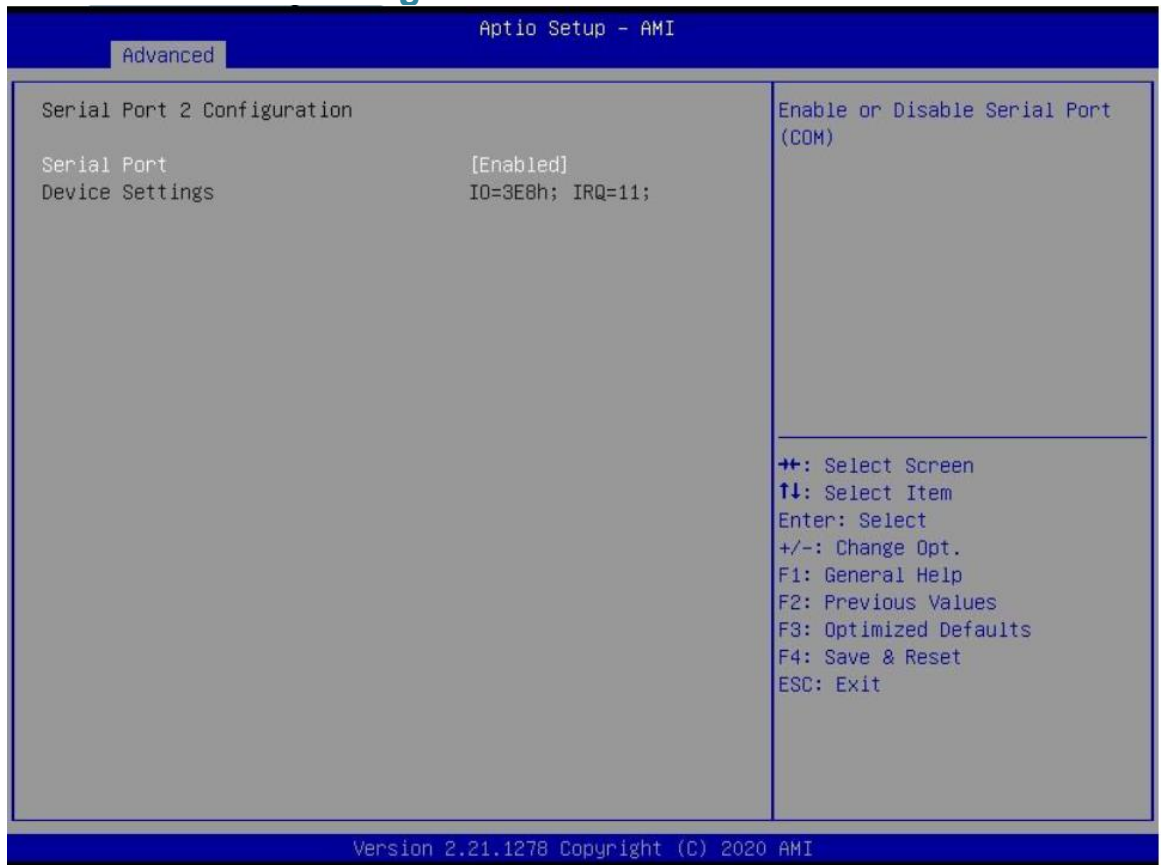 Aptio Setup – AMI
Advanced
Serial Port 2 Configuration
Serial Port [Enabled]
Device Settings IO=3E8h; IRQ=11;
Enable or Disable Serial Port
(COM)
→←: Select Screen
↑↓: Select Item
Enter: Select
+/-: Change Opt.
F1: General Help
F2: Previous Values
F3: Optimized Defaults
F4: Save & Reset
ESC: Exit
Version 2.21.1278 Copyright (C) 2020 AMI